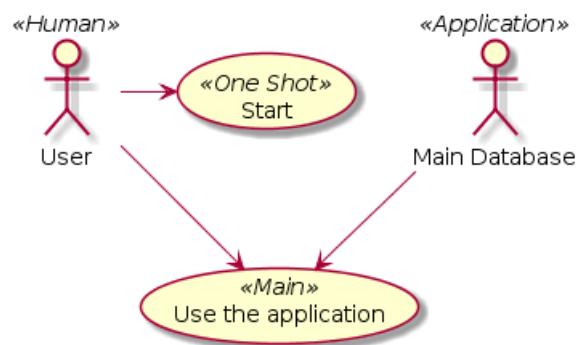 «Human»
User
«One Shot»
Start
«Application»
Main Database
«Main»
Use the application